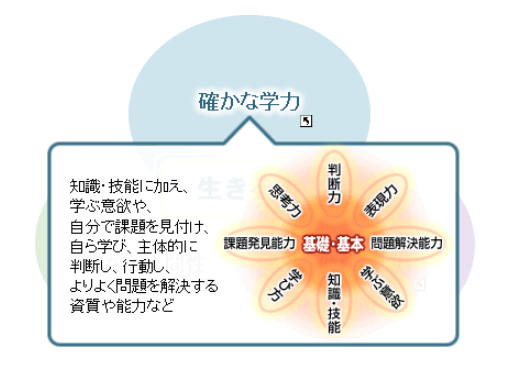 確かな学力
知識・技能に加え、
学ぶ意欲や、
自分で課題を見付け、
自ら学び、主体的に
判断し、行動し、
よりよく問題を解決する
資質や能力など
判断力
思考力
表現力
課題発見能力
基礎・基本
問題解決能力
学び方
知識・技能
学ぶ意欲
生き